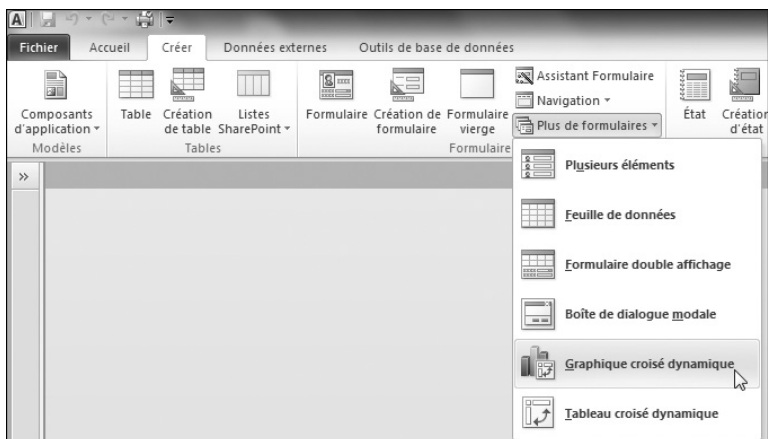 A
Fichier Accueil Créer Données externes Outils de base de données
Composants d'application
Table
Création de table
Listes SharePoint
Formulaire
Création de formulaire
Formulaire vierge
Assistant Formulaire
Navigation
Plus de formulaires
État
Création d'état
Modèles Tables Formulaire
»
Plusieurs éléments
Feuille de données
Formulaire double affichage
Boîte de dialogue modale
Graphique croisé dynamique
Tableau croisé dynamique